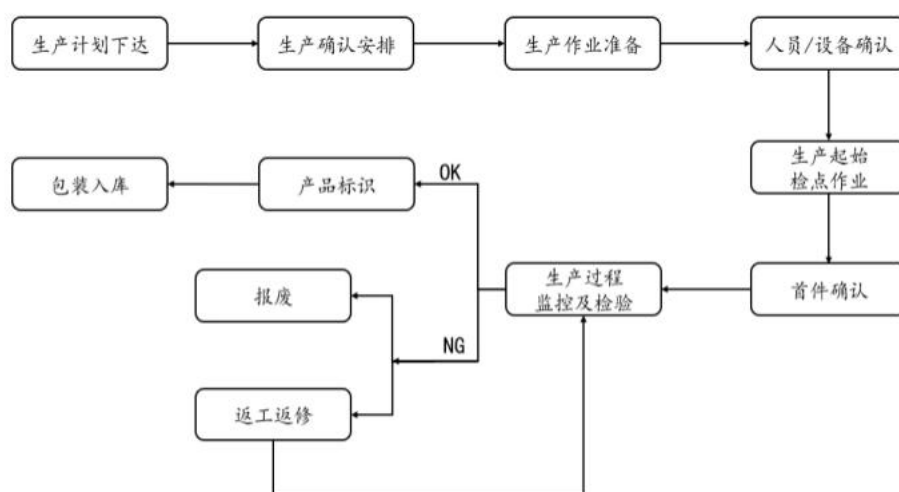 生产计划下达
生产确认安排
生产作业准备
人员/设备确认
生产起始
检点作业
首件确认
生产过程
监控及检验
OK
产品标识
包装入库
NG
报废
返工返修